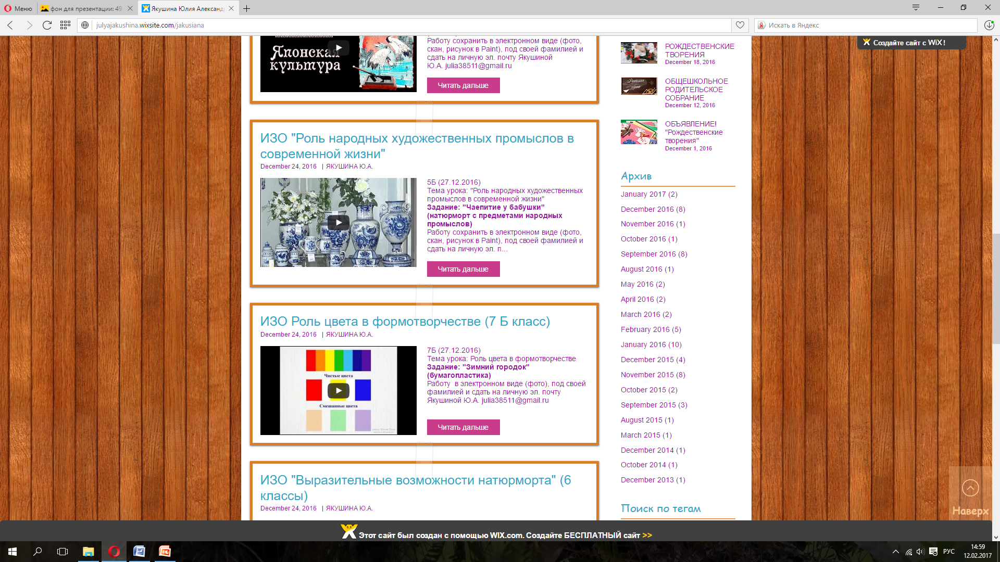 Меню
фон для презентации: 49
Якушина Юлия Александр
julyajakushina.wixsite.com/jakusiana
Искать в Яндекс
Создайте сайт с WiX !
Японская
культура
Работу сохранить в электронном виде (фото,
скан, рисунок в Paint), под своей фамилией и
сдать на личную эл. почту Якушиной
Ю.А. julia38511@gmail.ru
Читать дальше
ИЗО "Роль народных художественных промыслов в
современной жизни"
December 24, 2016 | ЯКУШИНА Ю.А.
5Б (27.12.2016)
Тема урока: "Роль народных художественных
промыслов в современной жизни"
Задание: "Чаепитие у бабушки"
(натюрморт с предметами народных
промыслов)
Работу сохранить в электронном виде (фото,
скан, рисунок в Paint), под своей фамилией и
сдать на личную эл. п...
Читать дальше
ИЗО Роль цвета в формотворчестве (7 Б класс)
December 24, 2016 | ЯКУШИНА Ю.А.
Чистые цвета
Смешанные цвета
7Б (27.12.2016)
Тема урока: Роль цвета в формотворчестве
Задание: "Зимний городок"
(бумагопластика)
Работу в электронном виде (фото), под своей
фамилией и сдать на личную эл. почту
Якушиной Ю.А. julia38511@gmail.ru
Читать дальше
ИЗО "Выразительные возможности натюрморта" (6
классы)
December 24, 2016 | ЯКУШИНА Ю.А.
РОЖДЕСТВЕНСКИЕ
ТВОРЕНИЯ
December 18, 2016
ОБЩЕШКОЛЬНОЕ
РОДИТЕЛЬСКОЕ
СОБРАНИЕ
December 12, 2016
ОБЪЯВЛЕНИЕ!
"Рождественские
творения"
December 1, 2016
Архив
January 2017 (2)
December 2016 (8)
November 2016 (1)
October 2016 (1)
September 2016 (8)
August 2016 (1)
May 2016 (2)
April 2016 (2)
March 2016 (2)
February 2016 (5)
January 2016 (10)
December 2015 (4)
November 2015 (8)
October 2015 (2)
September 2015 (3)
August 2015 (1)
March 2015 (1)
December 2014 (1)
October 2014 (1)
December 2013 (1)
Поиск по тегам
Наверх
Этот сайт был создан с помощью WIX.com. Создайте БЕСПЛАТНЫЙ сайт >>
РУС
14:59
12.02.2017